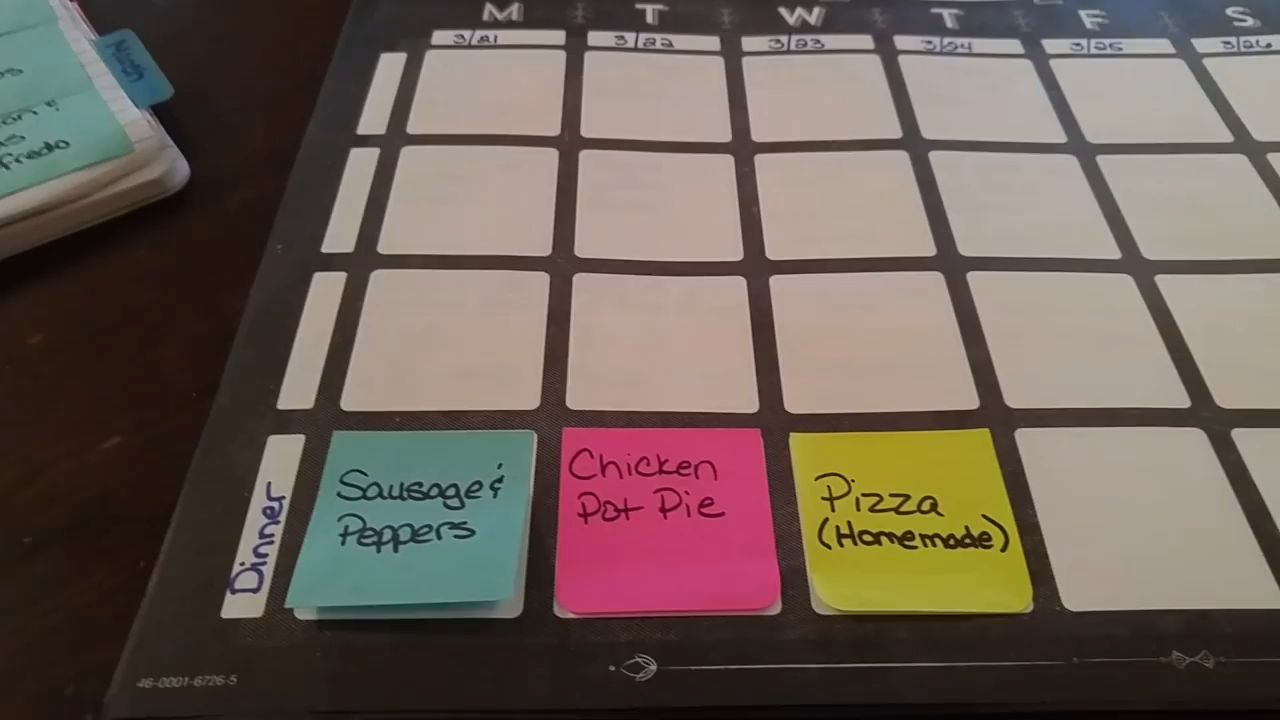 M T W T F S
3/21 3/22 3/23 3/24 3/25 3/26
Dinner
Sausage &
Peppers
Chicken
Pot Pie
Pizza
(Homemade)
46-0001-6726-5